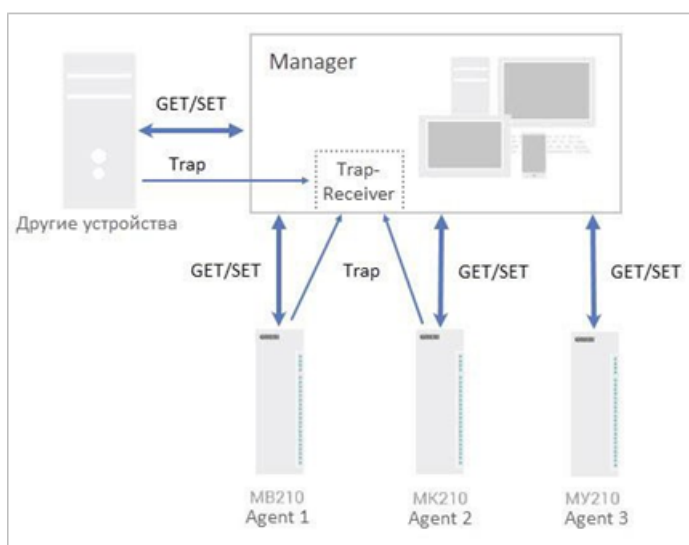 Manager
GET/SET
Trap
Trap-
Receiver
Другие устройства
GET/SET
Trap
GET/SET
GET/SET
МВ210
Agent 1
МК210
Agent 2
МУ210
Agent 3